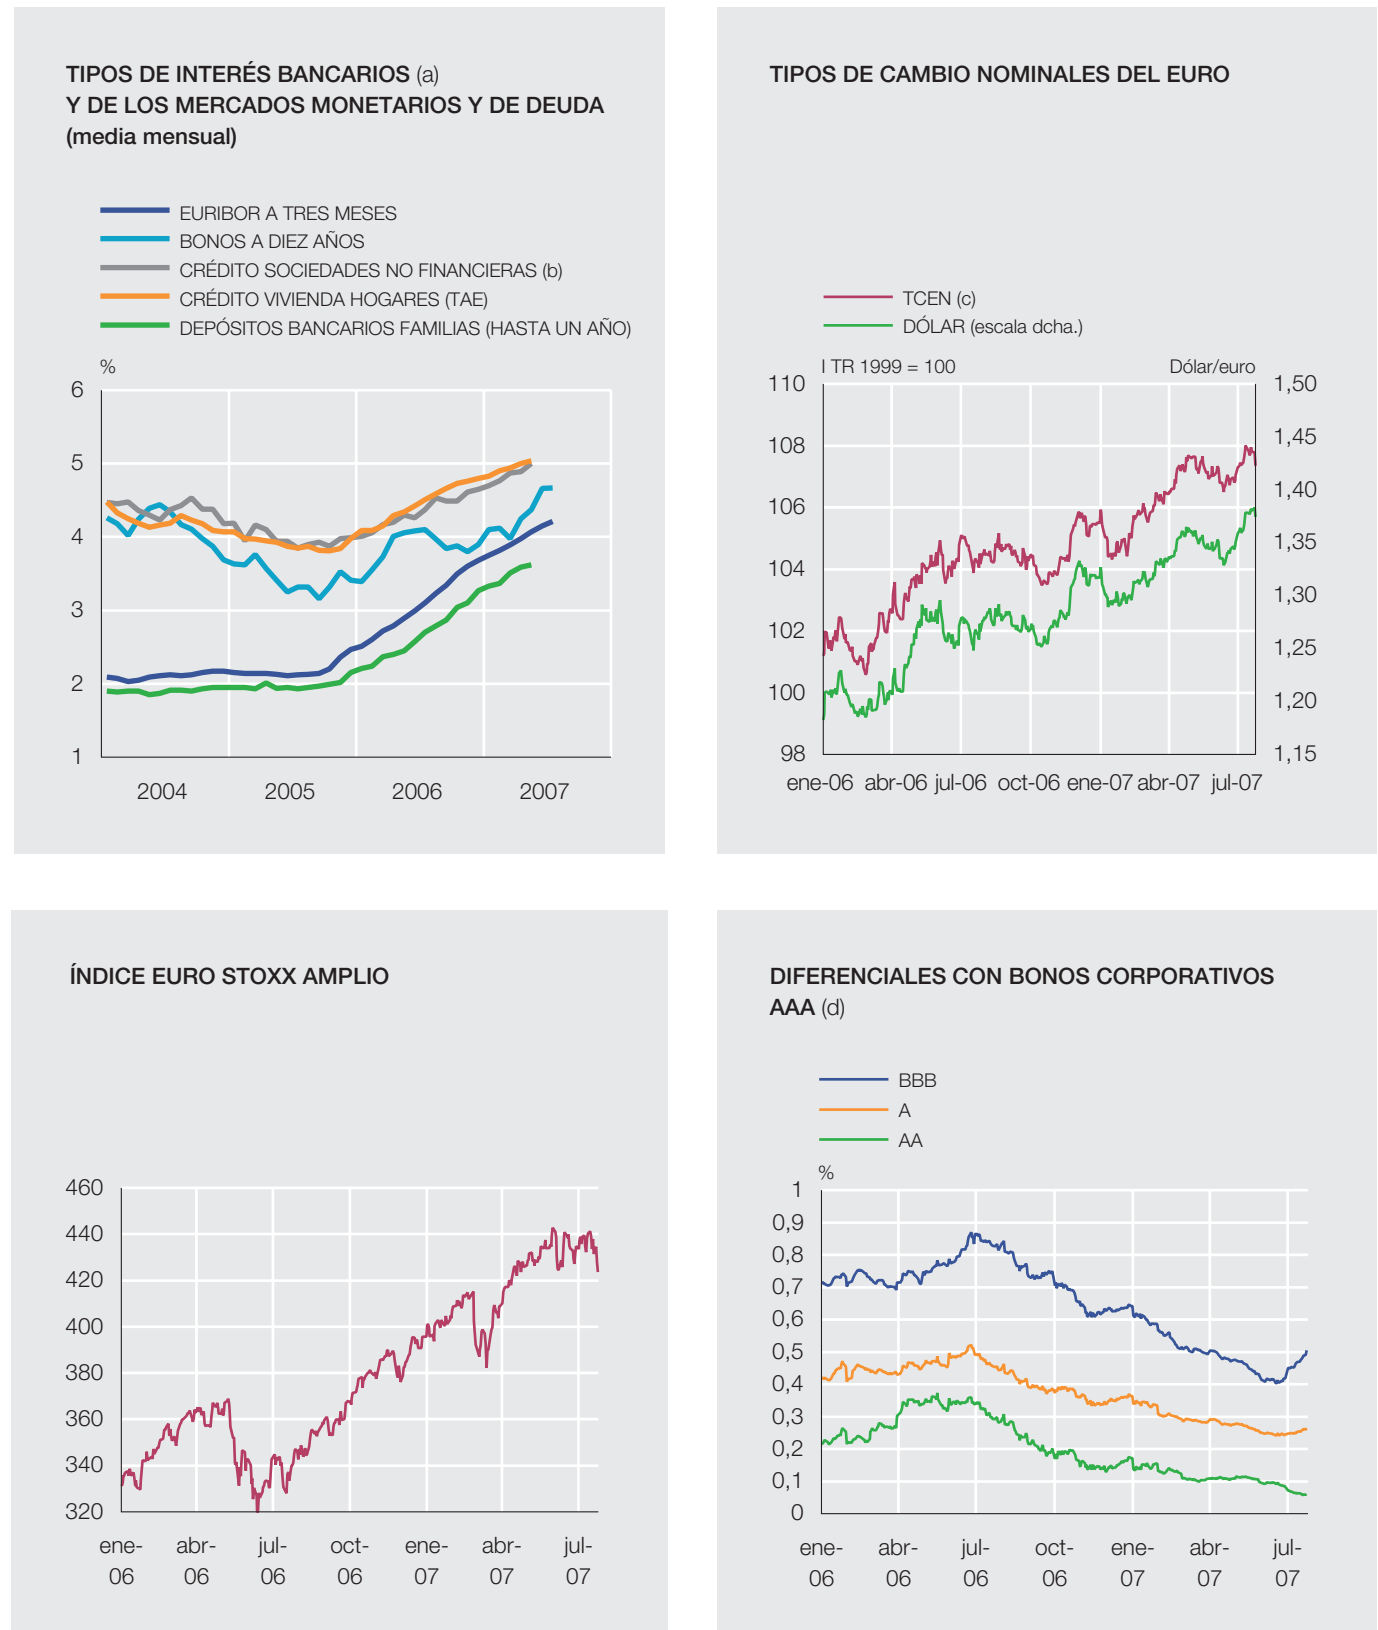 TIPOS DE INTERÉS BANCARIOS (a)
Y DE LOS MERCADOS MONETARIOS Y DE DEUDA
(media mensual)
EURIBOR A TRES MESES
BONOS A DIEZ AÑOS
CRÉDITO SOCIEDADES NO FINANCIERAS (b)
CRÉDITO VIVIENDA HOGARES (TAE)
DEPÓSITOS BANCARIOS FAMILIAS (HASTA UN AÑO)
%
6
5
4
3
2
1
2004 2005 2006 2007
TIPOS DE CAMBIO NOMINALES DEL EURO
TCEN (c)
DÓLAR (escala dcha.)
I TR 1999 = 100 Dólar/euro
110 1,50
108 1,45
106 1,40
104 1,35
102 1,30
100 1,25
98 1,20
1,15
ene-06 abr-06 jul-06 oct-06 ene-07 abr-07 jul-07
ÍNDICE EURO STOXX AMPLIO
460
440
420
400
380
360
340
320
ene- abr- jul- oct- ene- abr- jul-
06 06 06 06 07 07 07
DIFERENCIALES CON BONOS CORPORATIVOS
AAA (d)
BBB
A
AA
%
1
0,9
0,8
0,7
0,6
0,5
0,4
0,3
0,2
0,1
0
ene- abr- jul- oct- ene- abr- jul-
06 06 06 06 07 07 07